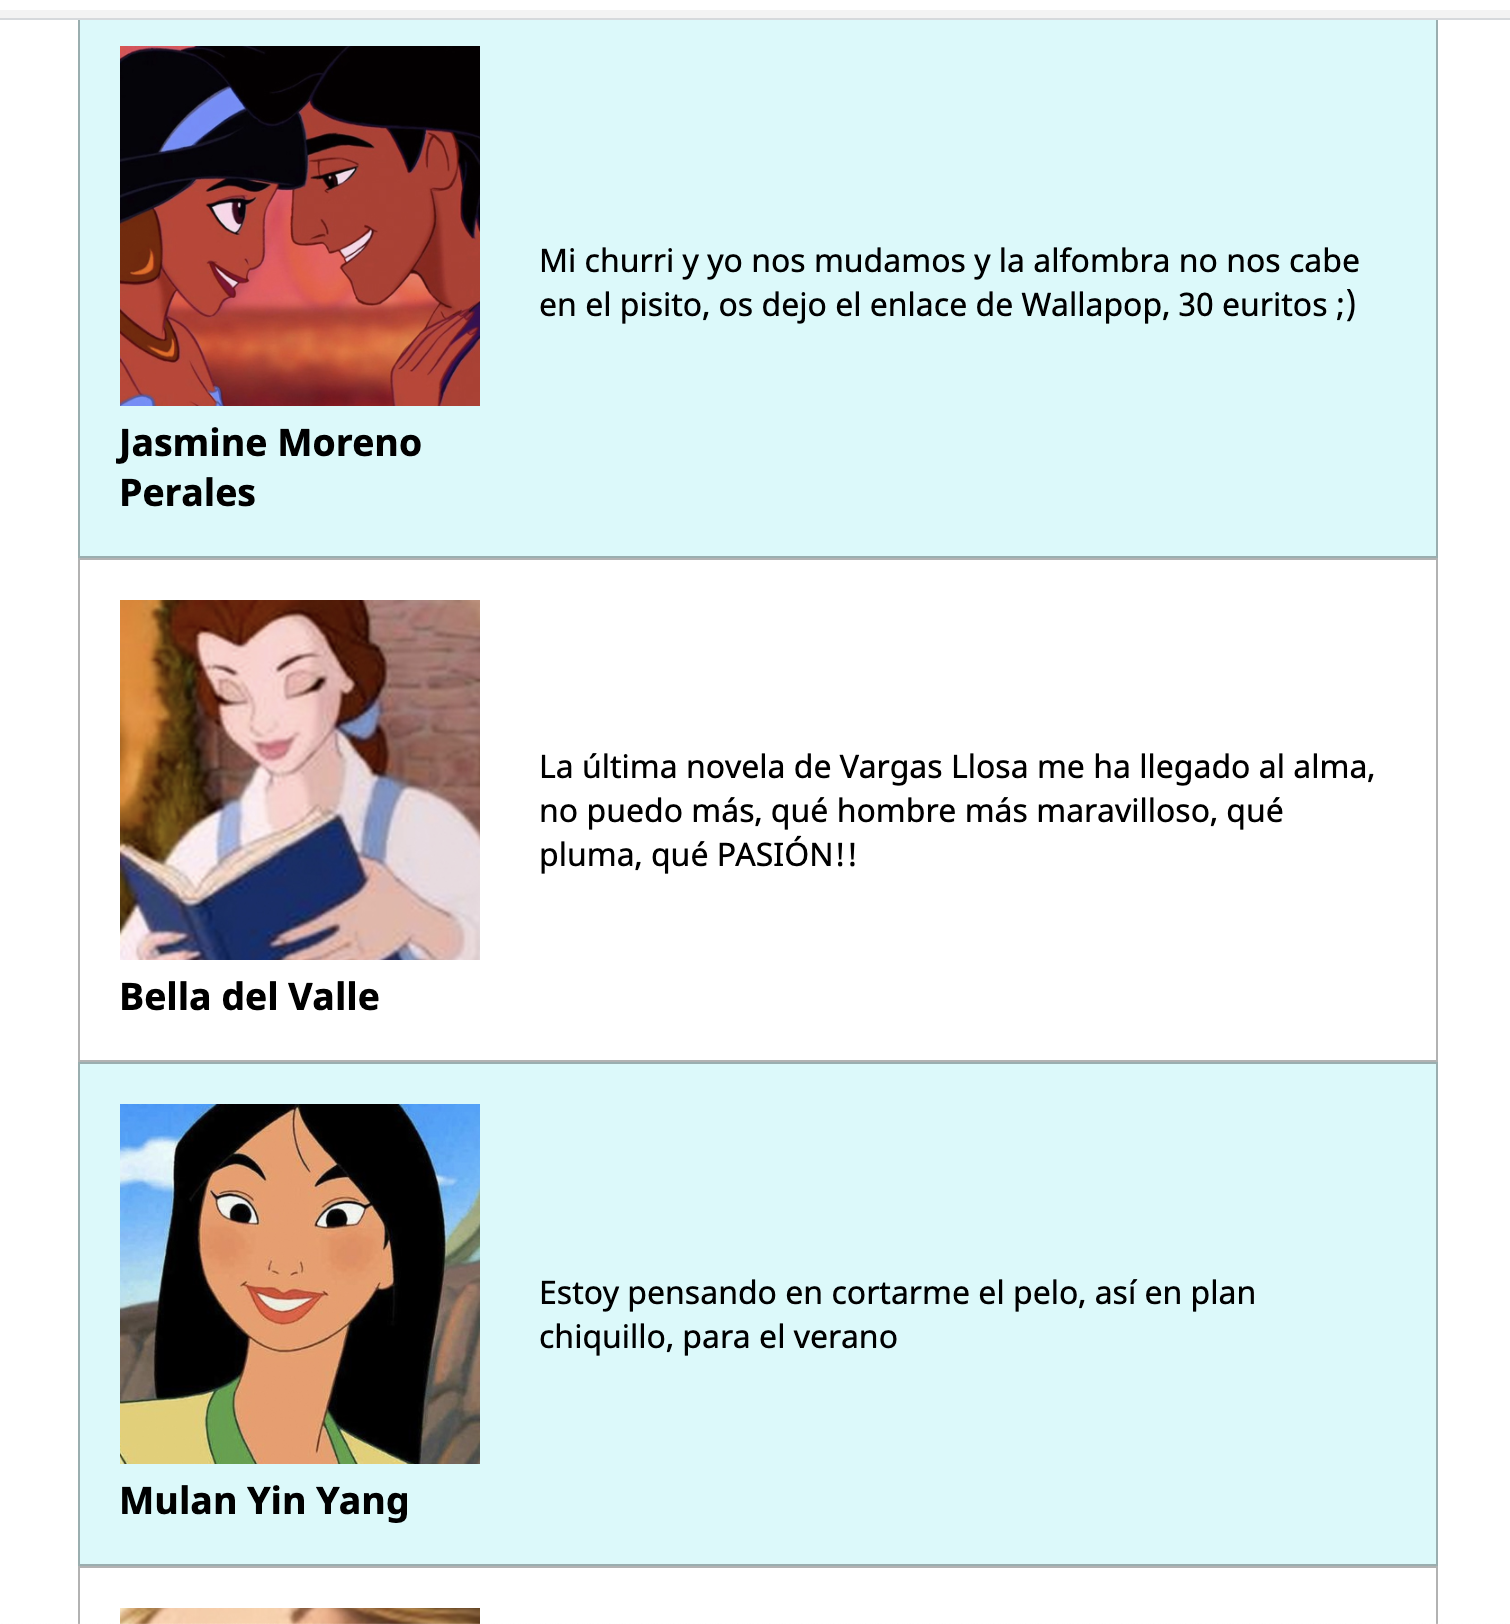 Mi churri y yo nos mudamos y la alfombra no nos cabe
en el pisito, os dejo el enlace de Wallapop, 30 euritos ;)
Jasmine Moreno
Perales
La última novela de Vargas Llosa me ha llegado al alma,
no puedo más, qué hombre más maravilloso, qué
pluma, qué PASIÓN!!
Bella del Valle
Estoy pensando en cortarme el pelo, así en plan
chiquillo, para el verano
Mulan Yin Yang